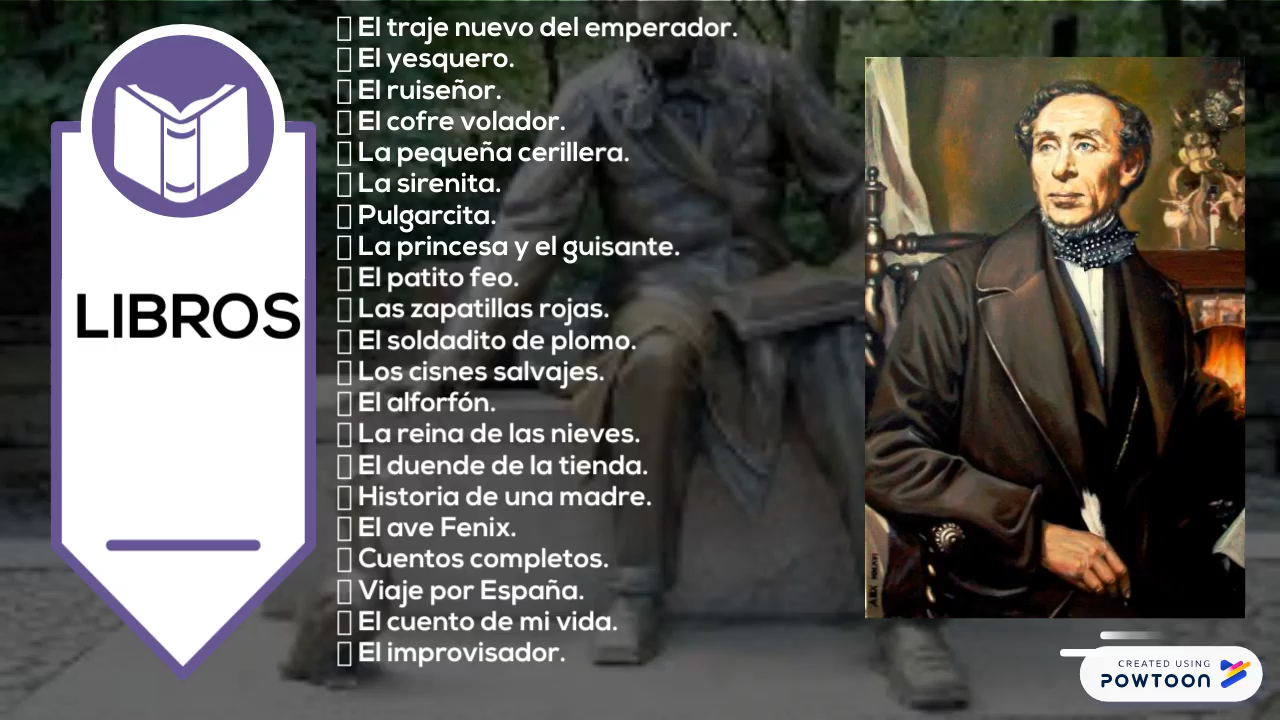 LIBROS
El traje nuevo del emperador.
El yesquero.
El ruiseñor.
El cofre volador.
La pequeña cerillera.
La sirenita.
Pulgarcita.
La princesa y el guisante.
El patito feo.
Las zapatillas rojas.
El soldadito de plomo.
Los cisnes salvajes.
El alforfón.
La reina de las nieves.
El duende de la tienda.
Historia de una madre.
El ave Fenix.
Cuentos completos.
Viaje por España.
El cuento de mi vida.
El improvisador.
CREATED USING
POWTOON